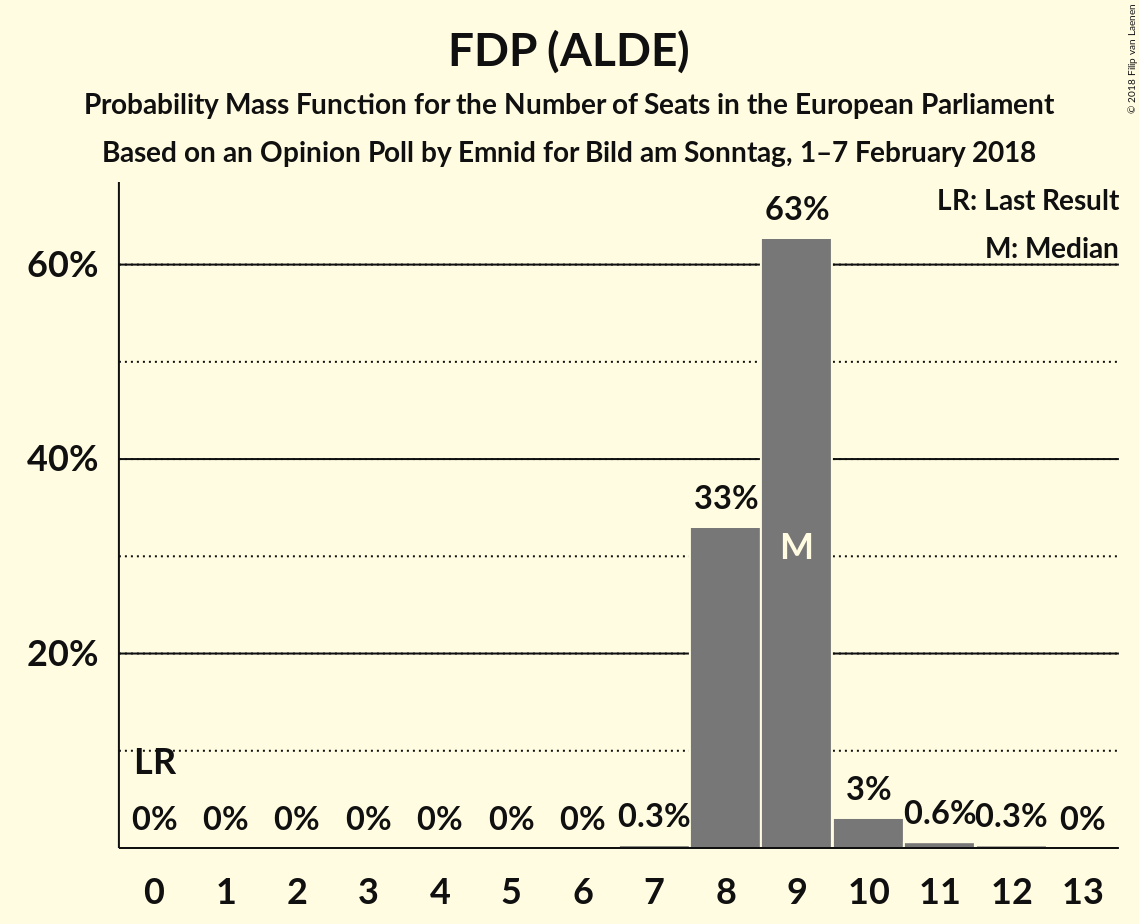 FDP (ALDE)
Probability Mass Function for the Number of Seats in the European Parliament
Based on an Opinion Poll by Emnid for Bild am Sonntag, 1–7 February 2018
© 2018 Filip van Laenen
LR: Last Result
M: Median
60%
40%
20%
63%
33%
M
LR
0% 0% 0% 0% 0% 0% 0% 0.3% 3% 0.6% 0.3% 0%
0 1 2 3 4 5 6 7 8 9 10 11 12 13